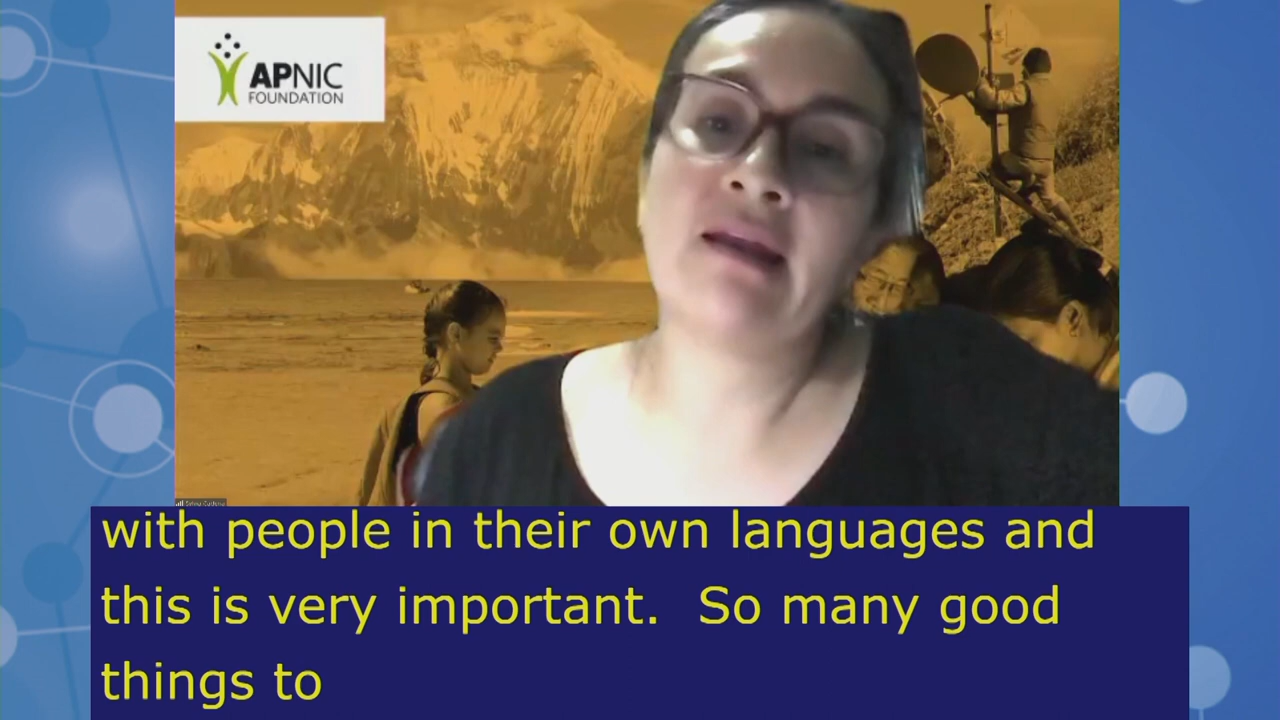 APNIC
FOUNDATION
with people in their own languages and
this is very important.  So many good
things to